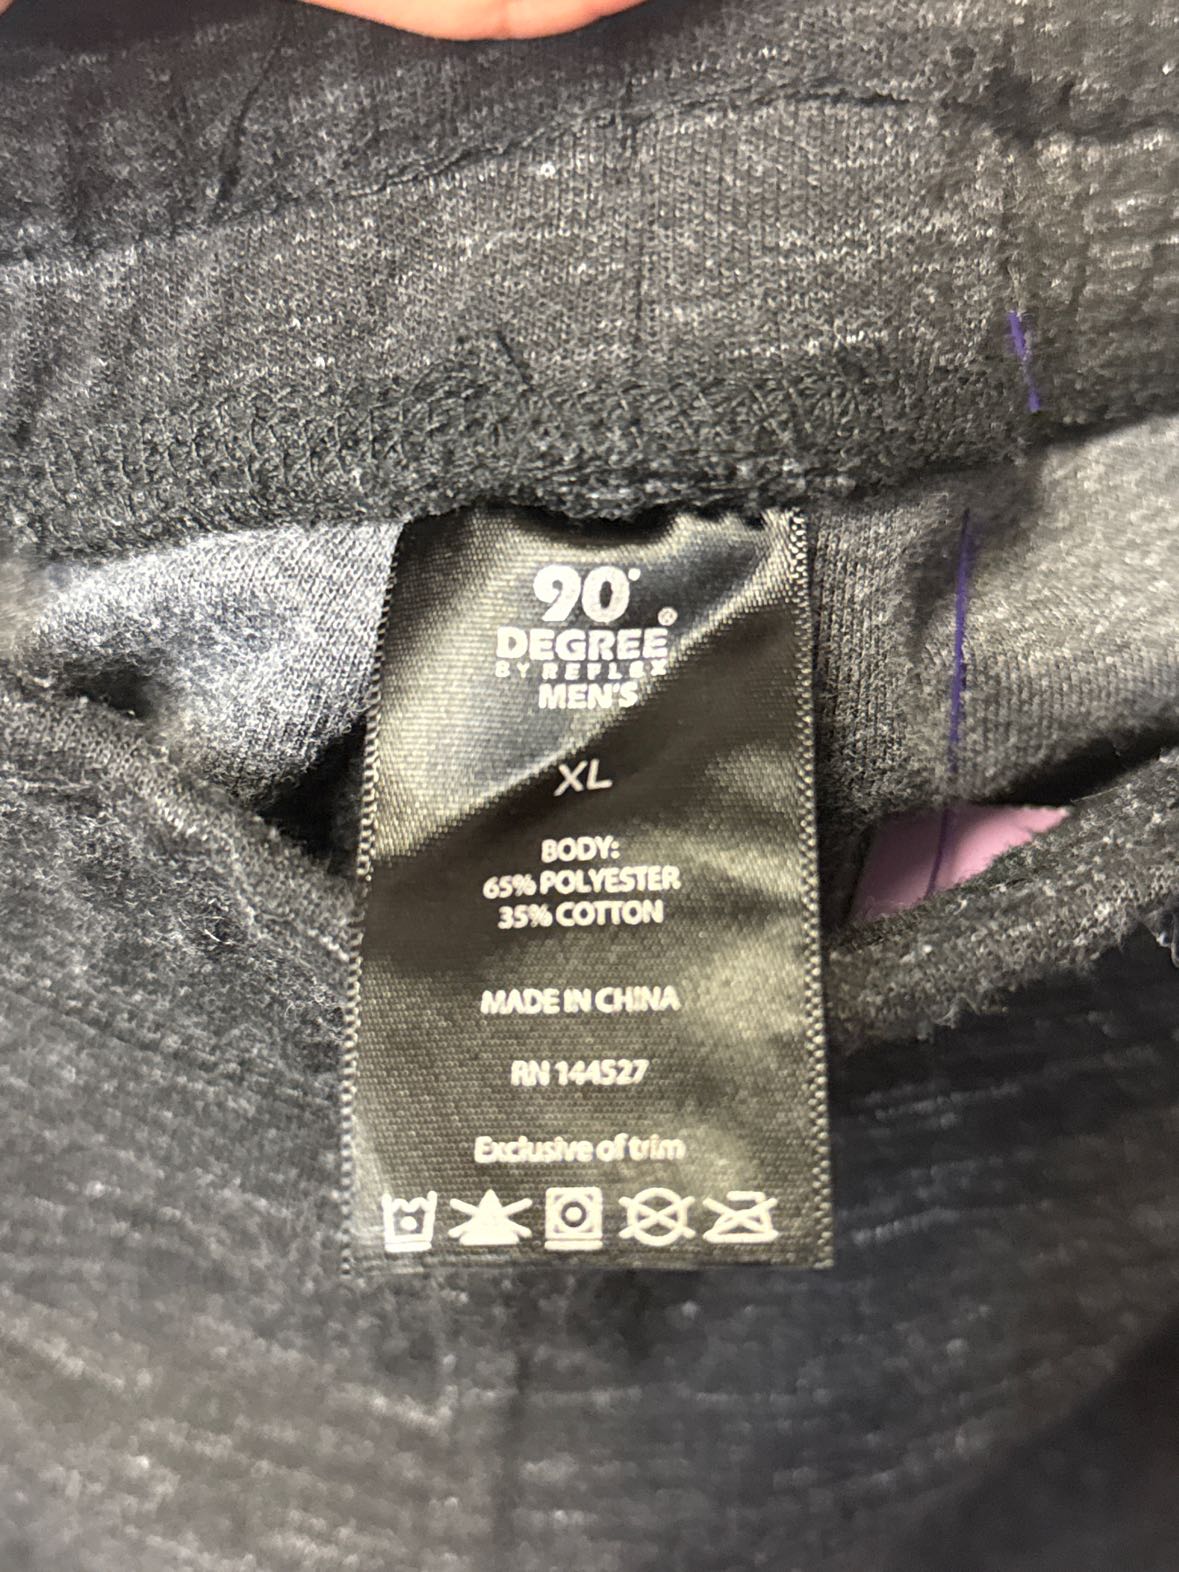 90°
DEGREE®
BY REFLEX
MEN'S
XL
BODY:
65% POLYESTER
35% COTTON
MADE IN CHINA
RN 144527
Exclusive of trim